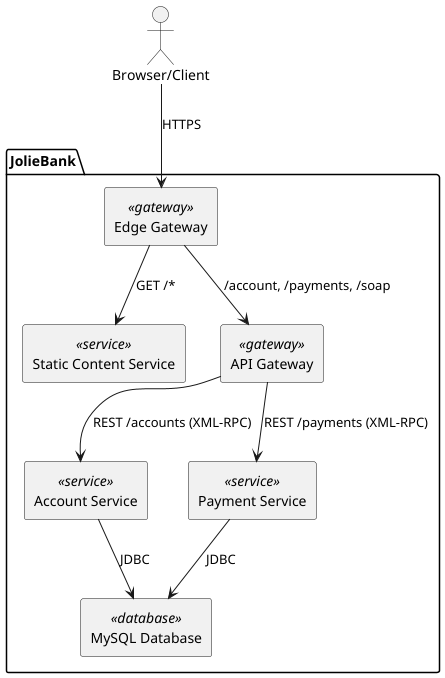 Browser/Client
HTTPS
JolieBank
«gateway»
Edge Gateway
GET /*
/account, /payments, /soap
«service»
Static Content Service
«gateway»
API Gateway
REST /accounts (XML-RPC)
REST /payments (XML-RPC)
«service»
Account Service
«service»
Payment Service
JDBC
JDBC
«database»
MySQL Database